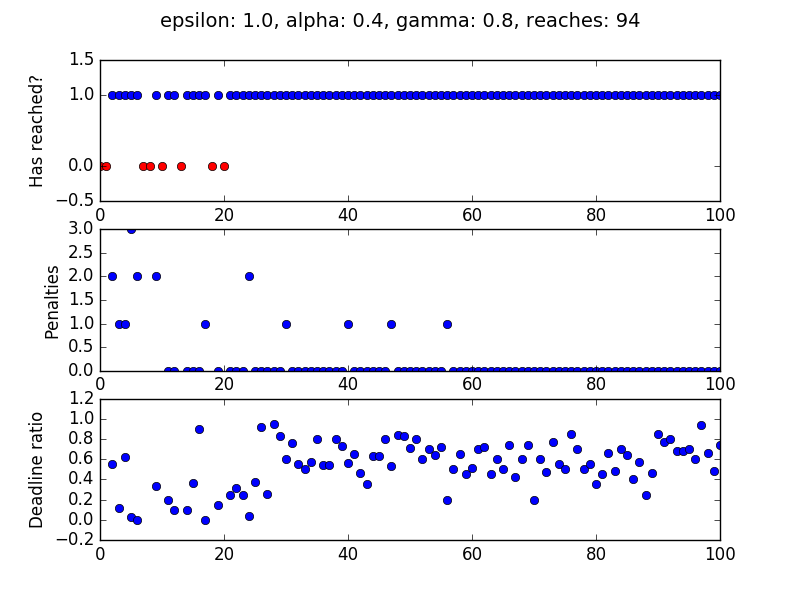 epsilon: 1.0, alpha: 0.4, gamma: 0.8, reaches: 94
Has reached?
1.5
1.0
0.0
−0.5
0 20 40 60 80 100
Penalties
3.0
2.5
2.0
1.5
1.0
0.5
0.0
0 20 40 60 80 100
Deadline ratio
1.2
1.0
0.8
0.6
0.4
0.2
0.0
−0.2
0 20 40 60 80 100